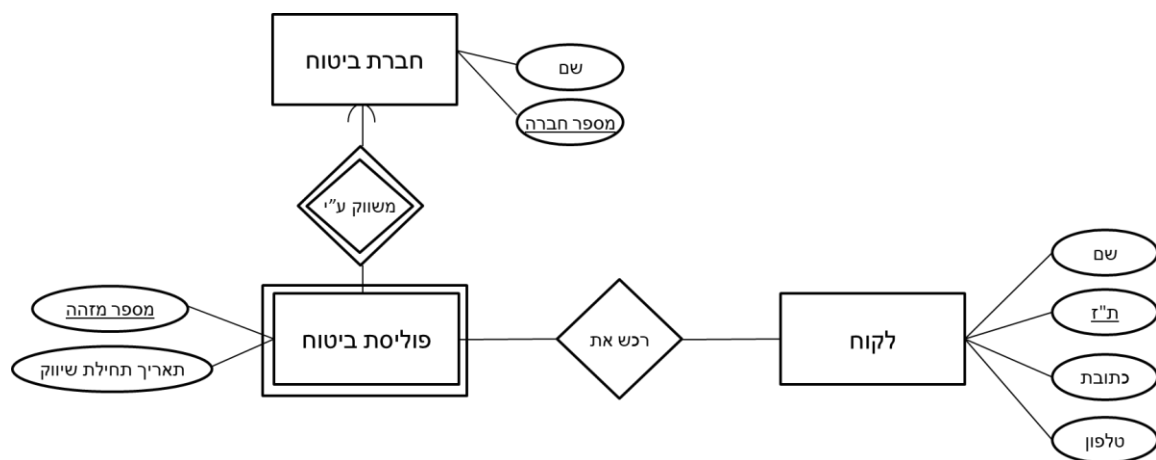 חברת ביטוח
שם
מספר חברה
משווק ע"י
שם
מספר מזהה
ת"ז
פוליסת ביטוח
רכש את
לקוח
תאריך תחילת שיווק
כתובת
טלפון